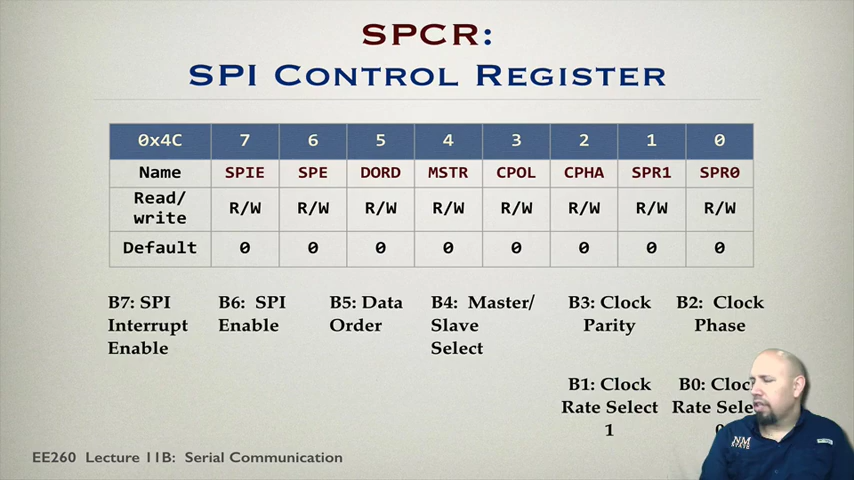 SPCR:
SPI CONTROL REGISTER
0x4C 7 6 5 4 3 2 1 0
Name SPIE SPE DORD MSTR CPOL CPHA SPR1 SPR0
Read/
write R/W R/W R/W R/W R/W R/W R/W R/W
Default 0 0 0 0 0 0 0 0
B7: SPI
Interrupt
Enable
B6: SPI
Enable
B5: Data
Order
B4: Master/
Slave
Select
B3: Clock
Parity
B2: Clock
Phase
B1: Clock
Rate Select
1
B0:
Rate
NM
STATE
EE260 Lecture 11B: Serial Communication